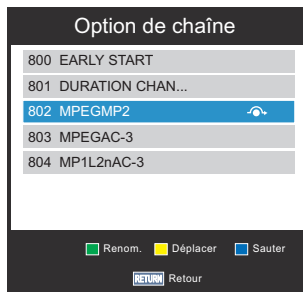 Option de chaîne
800 EARLY START
801 DURATION CHAN...
802 MPEGMP2
803 MPEGAC-3
804 MP1L2nAC-3
Renom. Déplacer Sauter
RETURN Retour